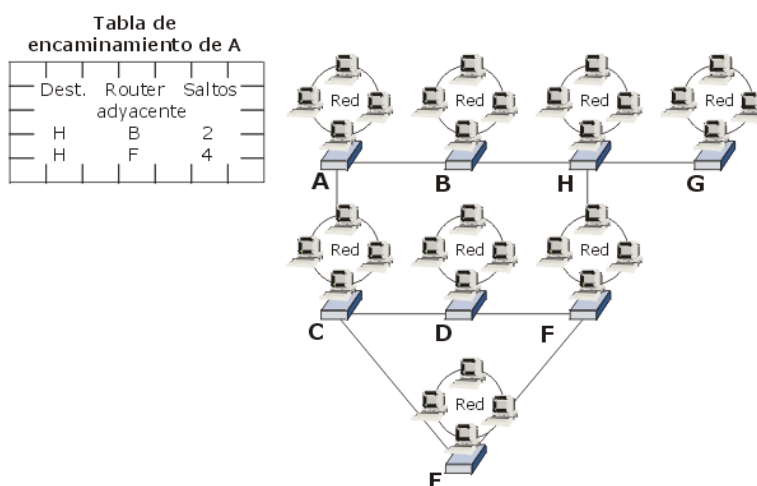 Tabla de
encaminamiento de A
Dest. Router Saltos
adyacente
H B 2
H F 4
Red Red Red Red
A B H G
Red Red Red
C D F
Red
E